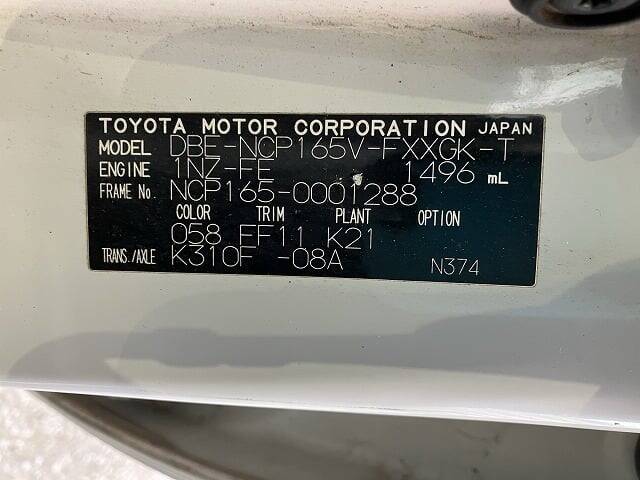 TOYOTA MOTOR CORPORATION JAPAN
MODEL DBE-NCP165V-FXXGK-T
ENGINE 1NZ-FE 1496 mL
FRAME No. NCP165-0001288
COLOR TRIM PLANT OPTION
058 FF11 K21
TRANS./AXLE K310F -08A N374